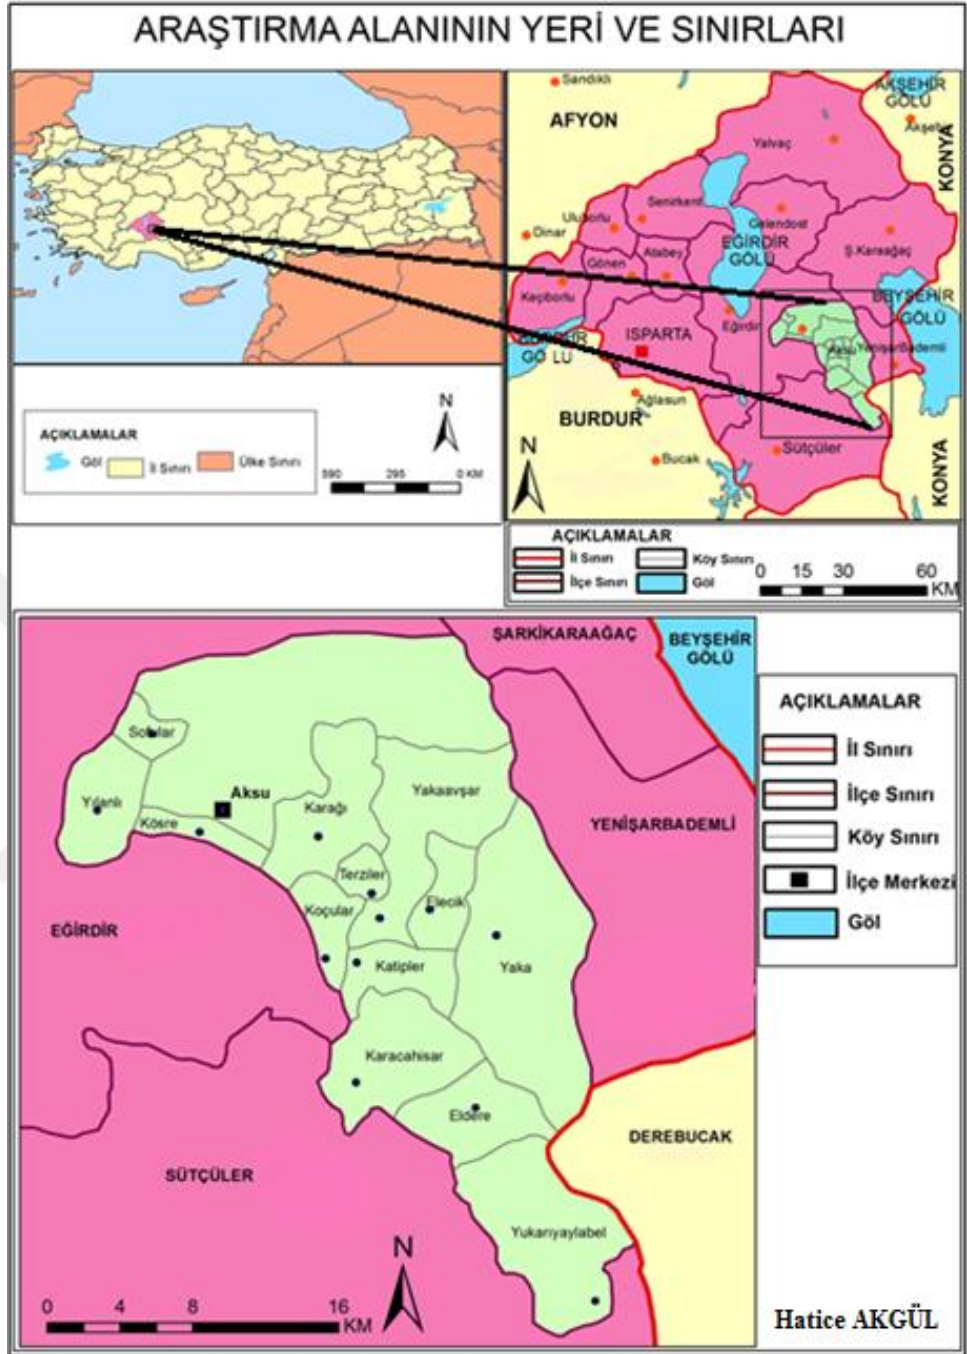 ARAŞTIRMA ALANININ YERİ VE SINIRLARI
AÇIKLAMALAR
Göl
İl Sınırı
Ülke Sınırı
N
590 295 0 KM
Sandıklı
AKŞEHİR
GÖLÜ
AFYON
Akşehir
KONYA
Yalvaç
Senirkent
Uluborlu
Gelendost
Dinar
EĞİRDİR
GÖLÜ
Atabey
Ş.Karaağaç
Gönen
Keçiborlu
BEYŞEHİR
GÖLÜ
Eğirdir
ISPARTA
BURDUR
GÖLÜ
Aksu
YenişarBademli
Ağlasun
BURDUR
N
Bucak
Sütçüler
KONYA
AÇIKLAMALAR
İl Sınırı
Köy Sınırı
İlçe Sınırı
Göl
0 15 30 60
KM
ŞARKİKARAAĞAÇ
BEYŞEHİR
GÖLÜ
Sofular
Yılanlı
Aksu
Kösre
Karağı
Yakaavşar
YENİŞARBADEMLİ
Terziler
Koçular
Elecik
EĞİRDİR
Katipler
Yaka
Karacahisar
Eldere
DEREBUCAK
SÜTÇÜLER
Yukarıyaylabel
N
0 4 8 16
KM
AÇIKLAMALAR
İl Sınırı
İlçe Sınırı
Köy Sınırı
İlçe Merkezi
Göl
Hatice AKGÜL